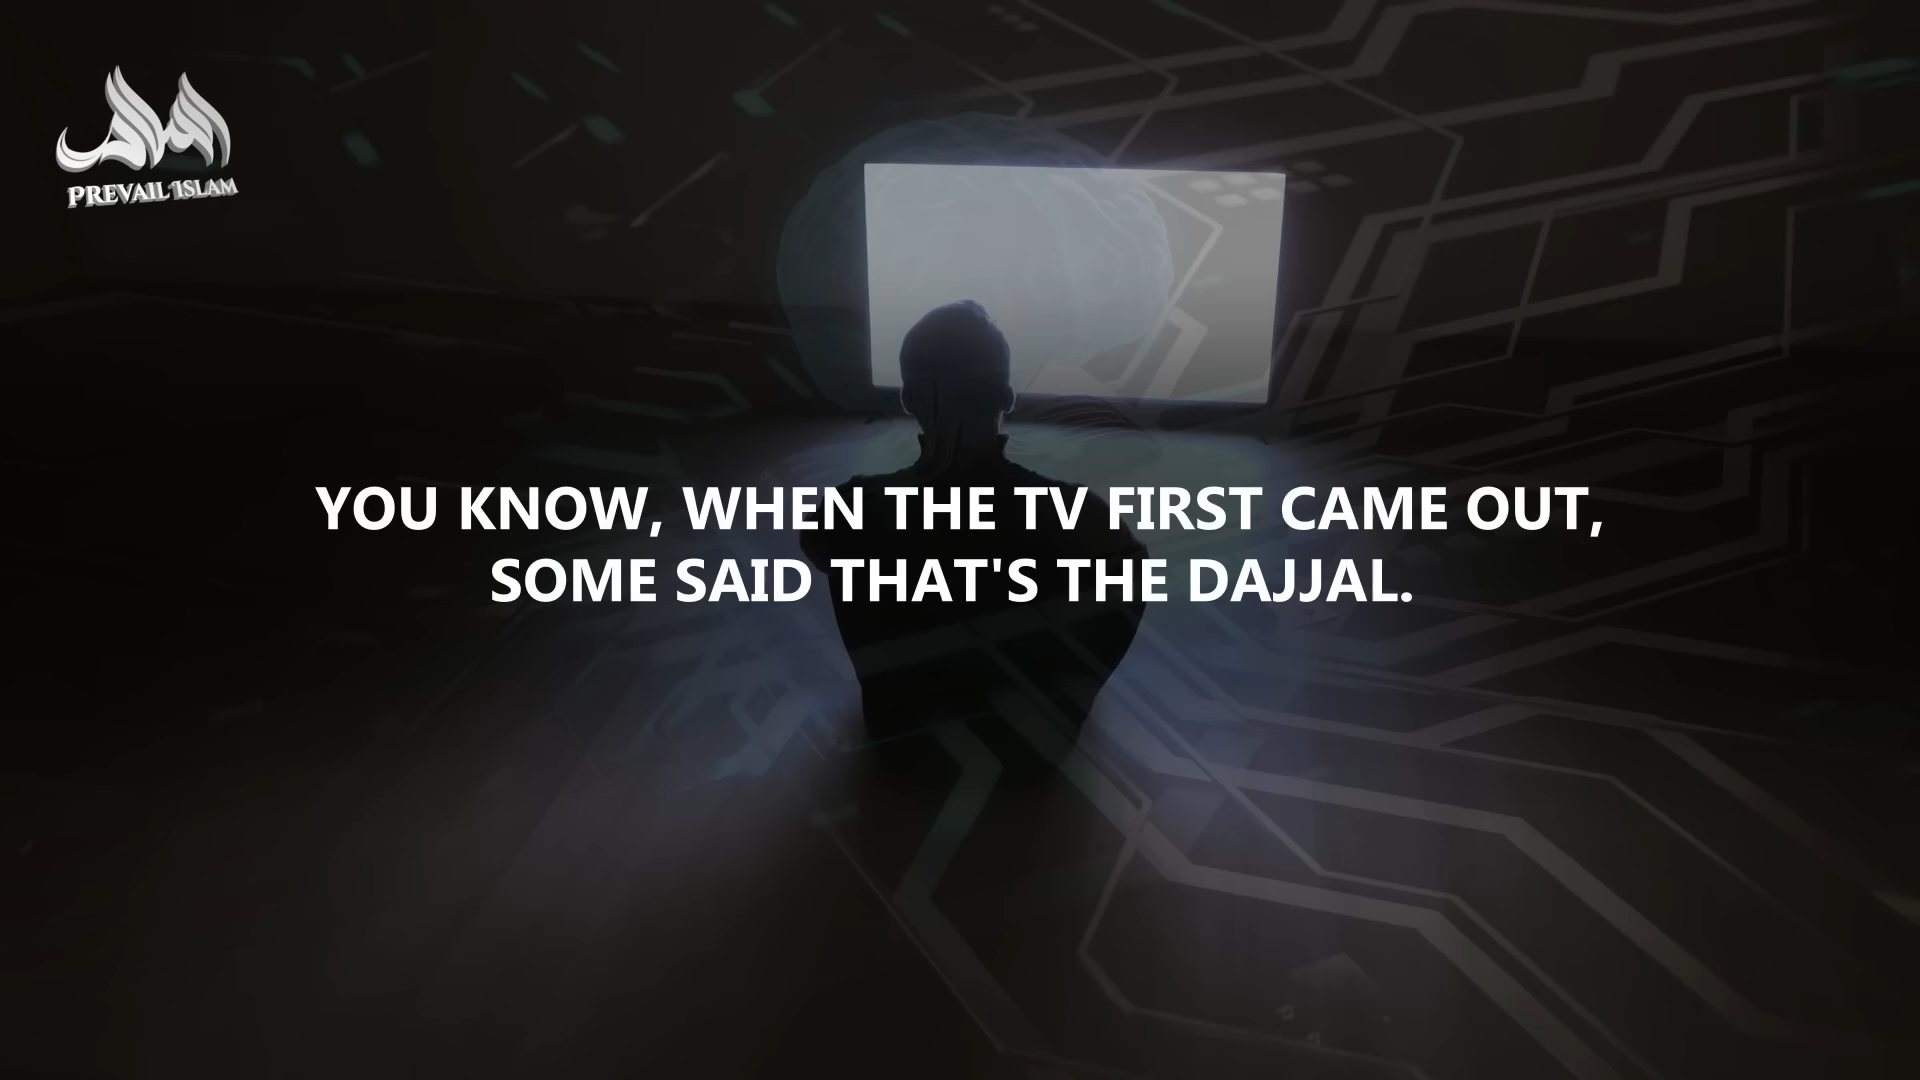 PREVAIL ISLAM
YOU KNOW, WHEN THE TV FIRST CAME OUT,
SOME SAID THAT'S THE DAJJAL.